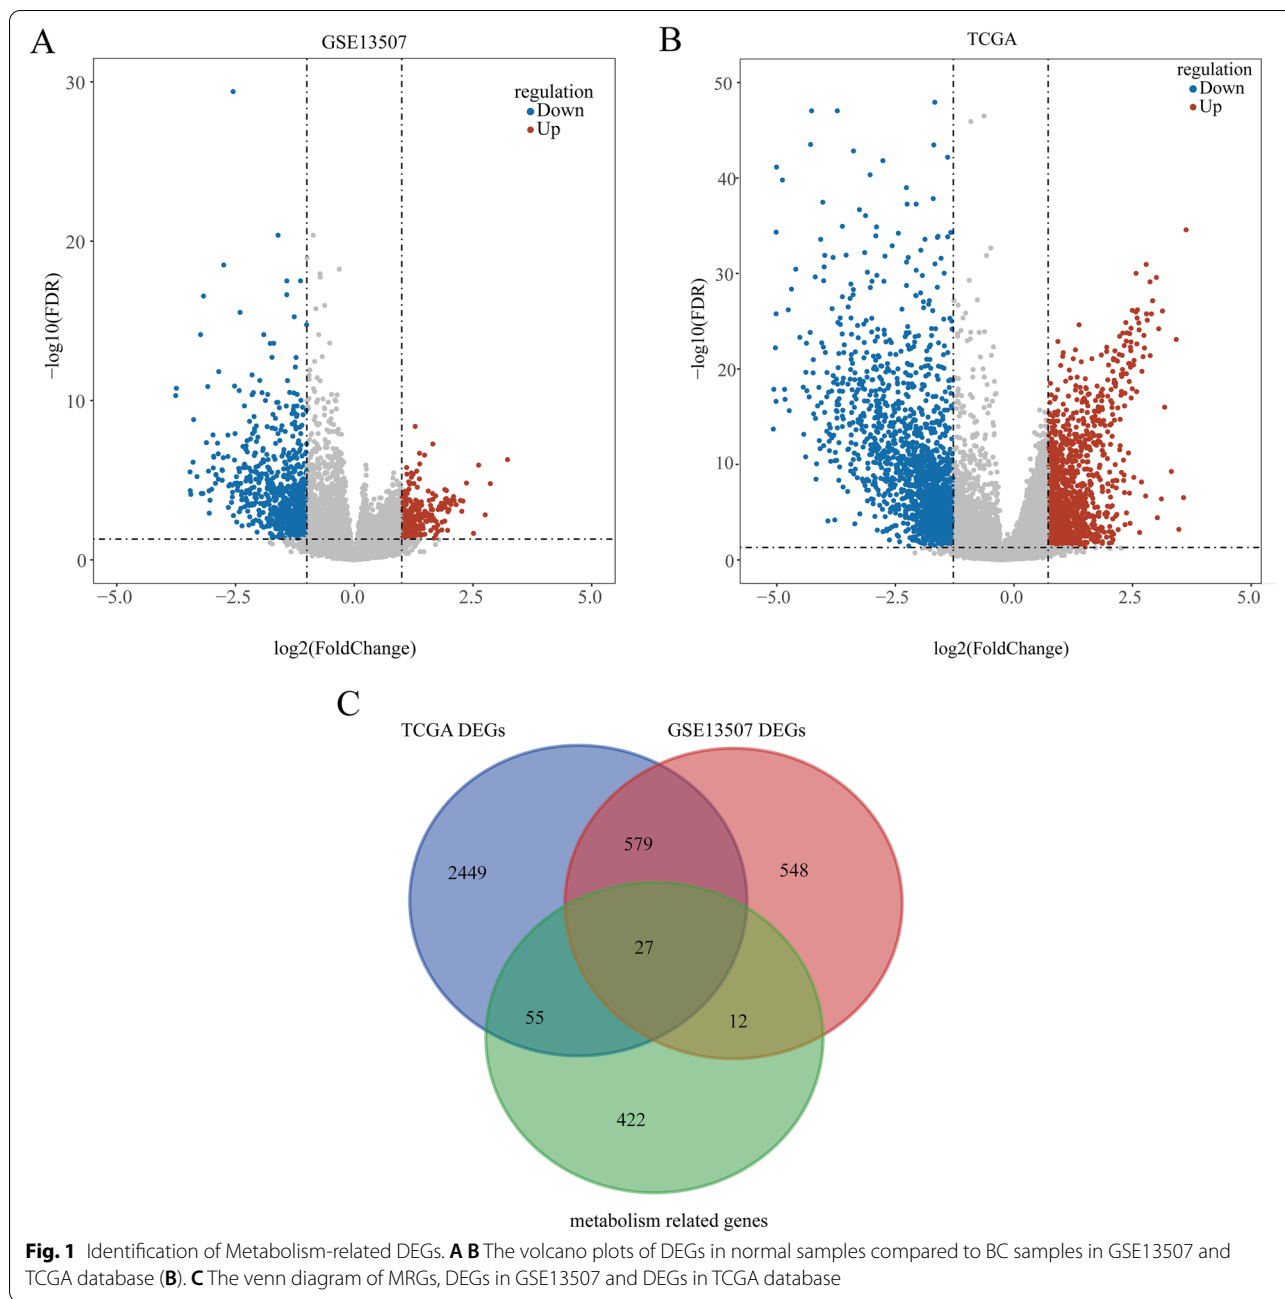 A
GSE13507
regulation
Down
Up
30
20
10
0
−log10(FDR)
−5.0
−2.5
0.0
2.5
5.0
log2(FoldChange)
B
TCGA
regulation
Down
Up
50
40
30
20
10
0
−log10(FDR)
−5.0
−2.5
0.0
2.5
5.0
log2(FoldChange)
C
TCGA DEGs
GSE13507 DEGs
579
2449
548
27
55
12
422
metabolism related genes
Fig. 1 Identification of Metabolism-related DEGs. A B The volcano plots of DEGs in normal samples compared to BC samples in GSE13507 and
TCGA database (B). C The venn diagram of MRGs, DEGs in GSE13507 and DEGs in TCGA database